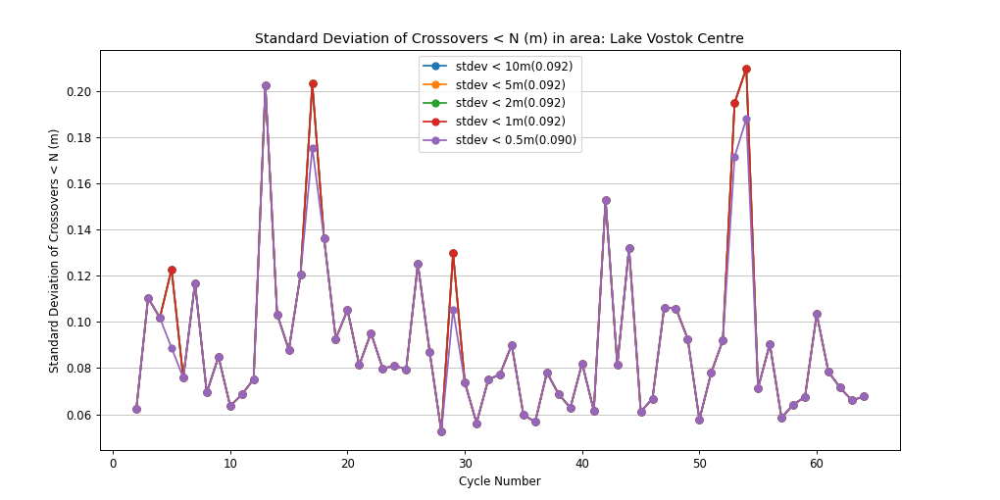 Standard Deviation of Crossovers < N (m) in area: Lake Vostok Centre
stdev < 10m(0.092)
stdev < 5m(0.092)
stdev < 2m(0.092)
stdev < 1m(0.092)
stdev < 0.5m(0.090)
Standard Deviation of Crossovers < N (m)
0.20
0.18
0.16
0.14
0.12
0.10
0.08
0.06
0 10 20 30 40 50 60
Cycle Number